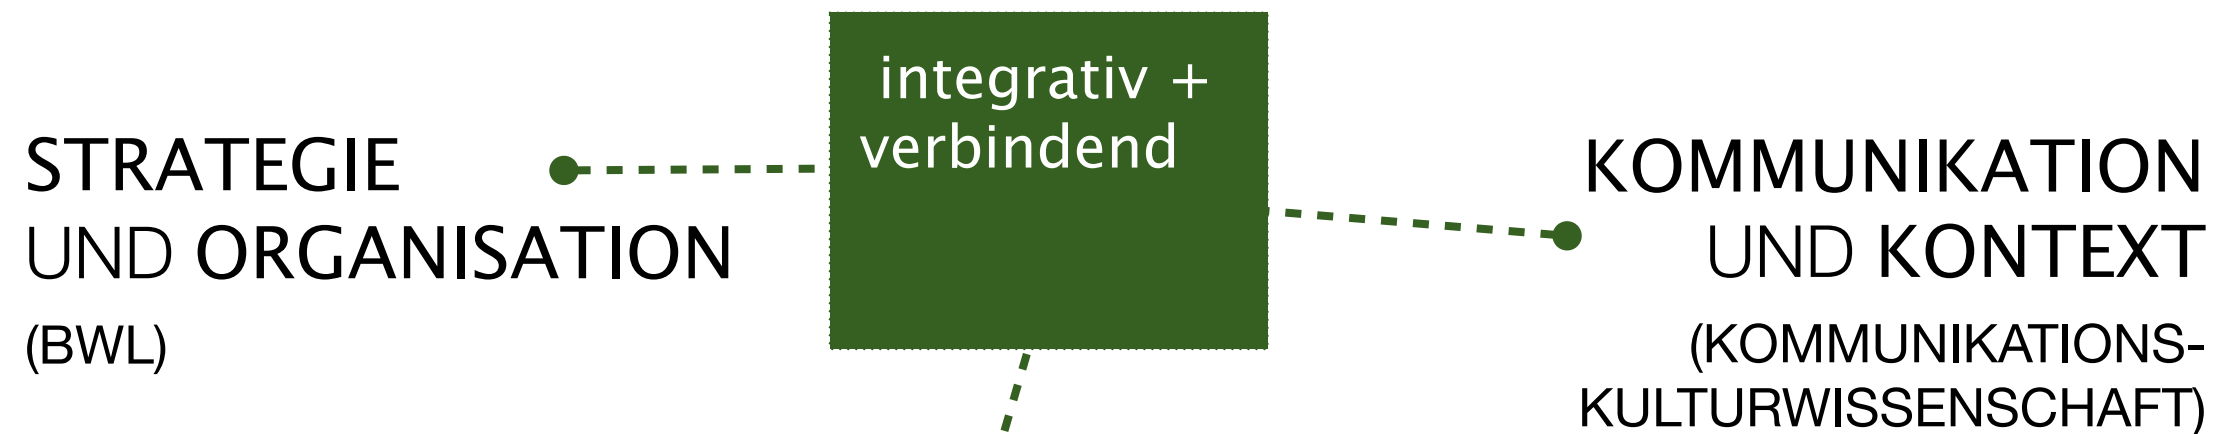 integrativ +
verbindend
STRATEGIE
UND ORGANISATION
(BWL)
KOMMUNIKATION
UND KONTEXT
(KOMMUNIKATIONS-
KULTURWISSENSCHAFT)